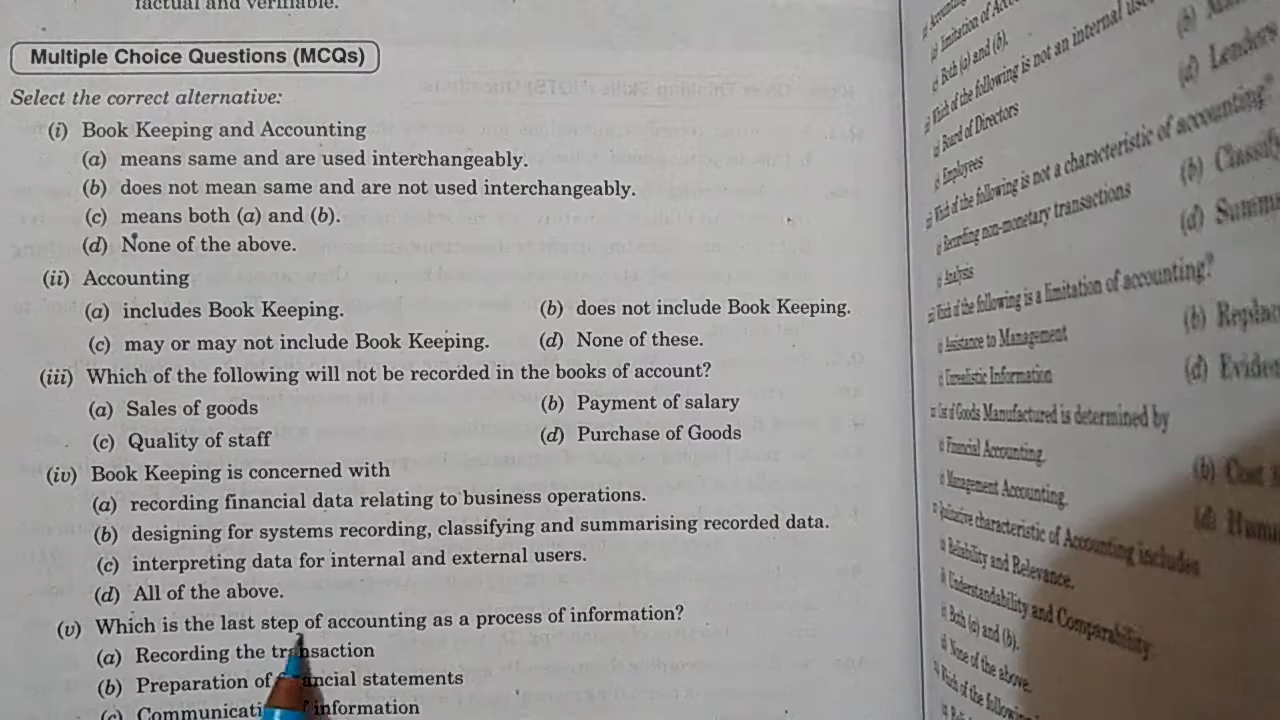 factual and verifiable.
Multiple Choice Questions (MCQs)
Select the correct alternative:
(i) Book Keeping and Accounting
(a) means same and are used interchangeably.
(b) does not mean same and are not used interchangeably.
(c) means both (a) and (b).
(d) None of the above.
(ii) Accounting
(a) includes Book Keeping. (b) does not include Book Keeping.
(c) may or may not include Book Keeping. (d) None of these.
(iii) Which of the following will not be recorded in the books of account?
(a) Sales of goods (b) Payment of salary
(c) Quality of staff (d) Purchase of Goods
(iv) Book Keeping is concerned with
(a) recording financial data relating to business operations.
(b) designing for systems recording, classifying and summarising recorded data.
(c) interpreting data for internal and external users.
(d) All of the above.
(v) Which is the last step of accounting as a process of information?
(a) Recording the transaction
(b) Preparation of financial statements
(c) information
Both (a) and (b).
of the following is not an internal
Board of Directors (d) Lenders
Employees
of the following is not a characteristic of accounting?
Recording non-monetary transactions (b)
Analysis (d)
of the following is a limitation of accounting?
Assistance to Management (b)
Unrealistic Information (d)
of Goods Manufactured is determined by
Financial Accounting. (b) Cost
Management Accounting. (d)
characteristic of Accounting includes
Reliability and Relevance.
Understandability and Comparability
Both (a) and (b).
None of the above.
of the following